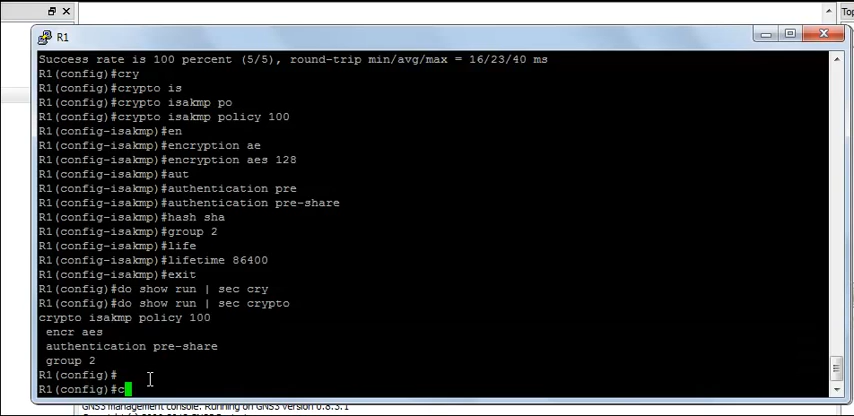 Top
R1
Success rate is 100 percent (5/5), round-trip min/avg/max = 16/23/40 ms
R1(config)#cry
R1(config)#crypto is
R1(config)#crypto isakmp po
R1(config)#crypto isakmp policy 100
R1(config-isakmp)#en
R1(config-isakmp)#encryption ae
R1(config-isakmp)#encryption aes 128
R1(config-isakmp)#aut
R1(config-isakmp)#authentication pre
R1(config-isakmp)#authentication pre-share
R1(config-isakmp)#hash sha
R1(config-isakmp)#group 2
R1(config-isakmp)#life
R1(config-isakmp)#lifetime 86400
R1(config-isakmp)#exit
R1(config)#do show run | sec cry
R1(config)#do show run | sec crypto
crypto isakmp policy 100
 encr aes
 authentication pre-share
 group 2
R1(config)#
R1(config)#c
GNS3 management console. Running on GNS3 version 0.8.3.1